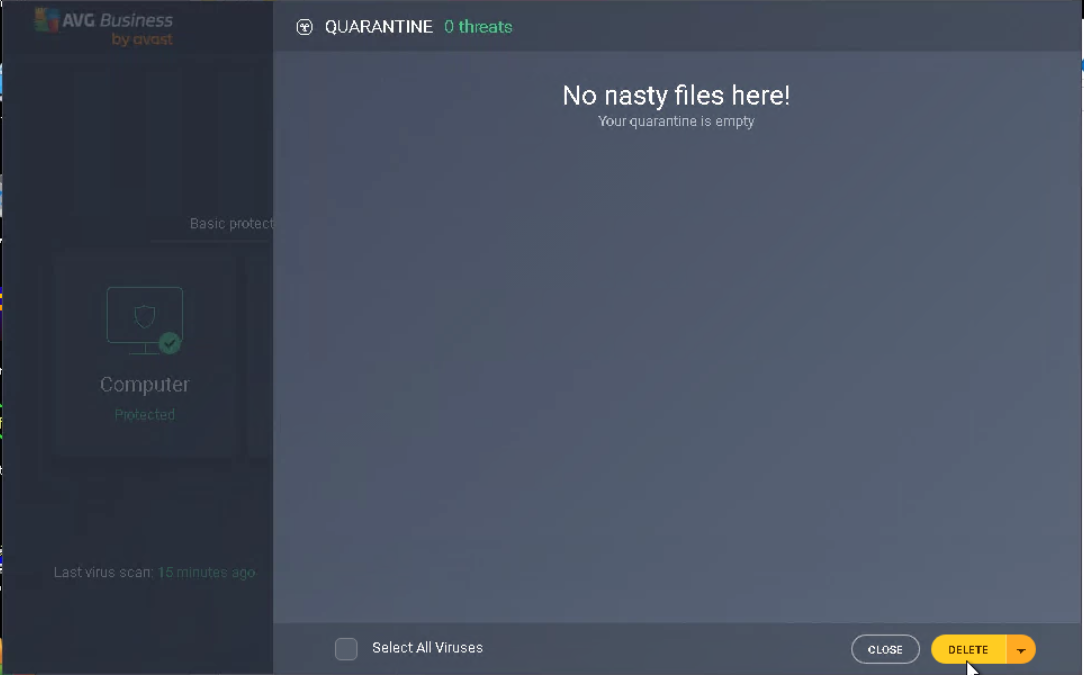 AVG Business
by avast
QUARANTINE 0 threats
No nasty files here!
Your quarantine is empty
Basic protect
Computer
Protected
Last virus scan: 15 minutes ago
Select All Viruses
CLOSE
DELETE